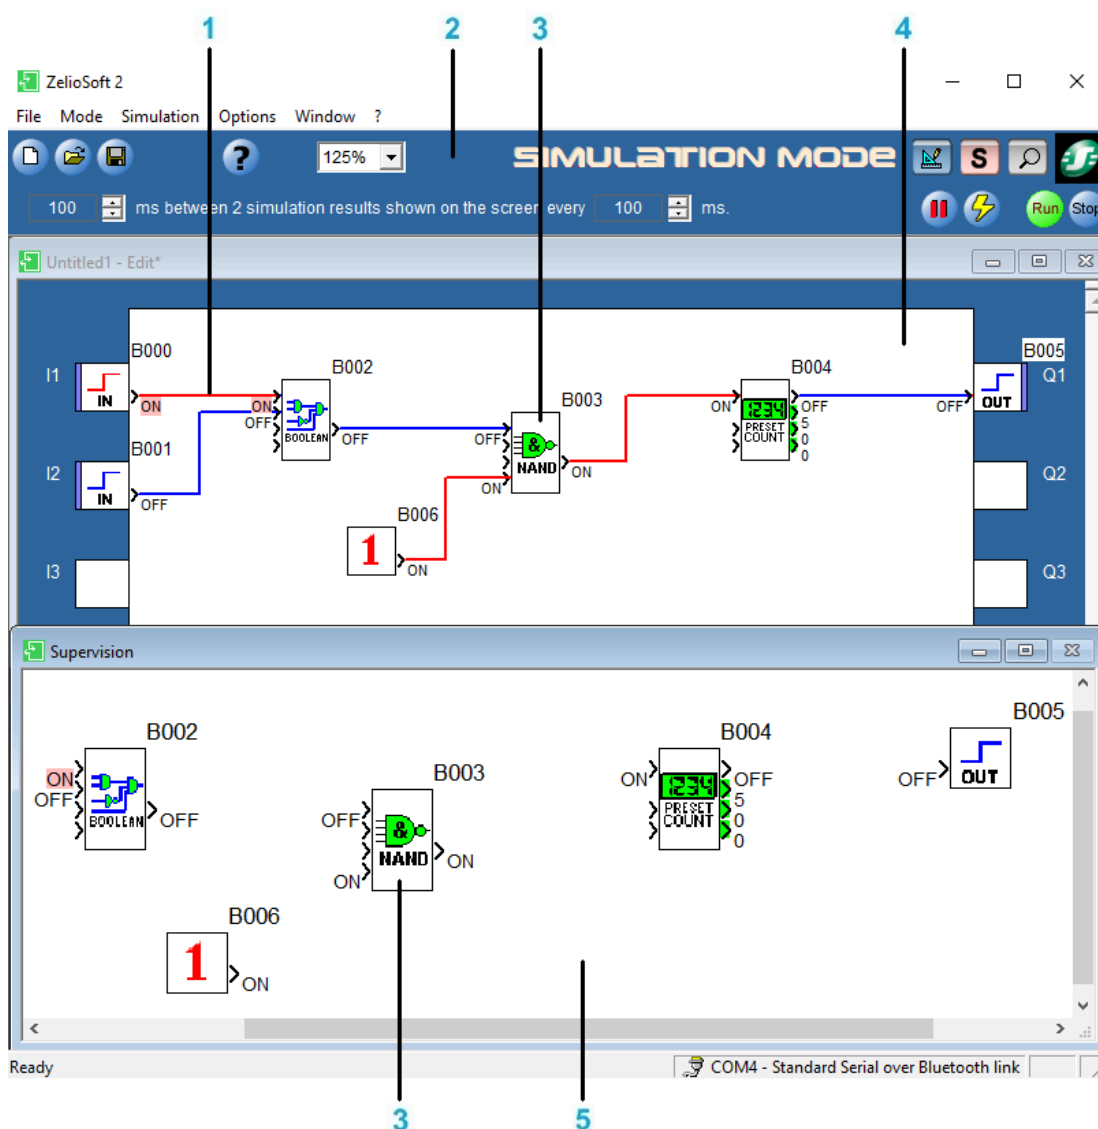 1 2 3 4
ZelioSoft 2
File Mode Simulation Options Window ?
? 125% SIMULATION MODE S
100 ms between 2 simulation results shown on the screen every 100 ms. Run Stop
Untitled1 - Edit*
B000 B005
I1 IN ON B002 B004 OUT Q1
ON OFF BOOLEAN OFF
B003
OFF & NAND ON ON
ON 1234 PRESET COUNT OFF 5 0 0 OFF
B001
I2 IN OFF Q2
B006
1 ON
I3 Q3
Supervision
B002 B003 B004 B005
ON OFF BOOLEAN OFF
OFF ON & NAND ON
ON 1234 PRESET COUNT OFF 5 0 0
OFF OUT
B006
1 ON
Ready COM4 - Standard Serial over Bluetooth link
3 5